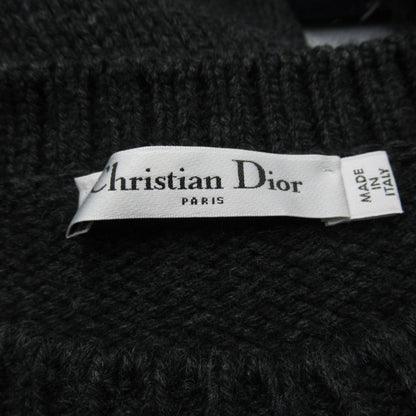 Christian Dior
PARIS
MADE
IN
ITALY